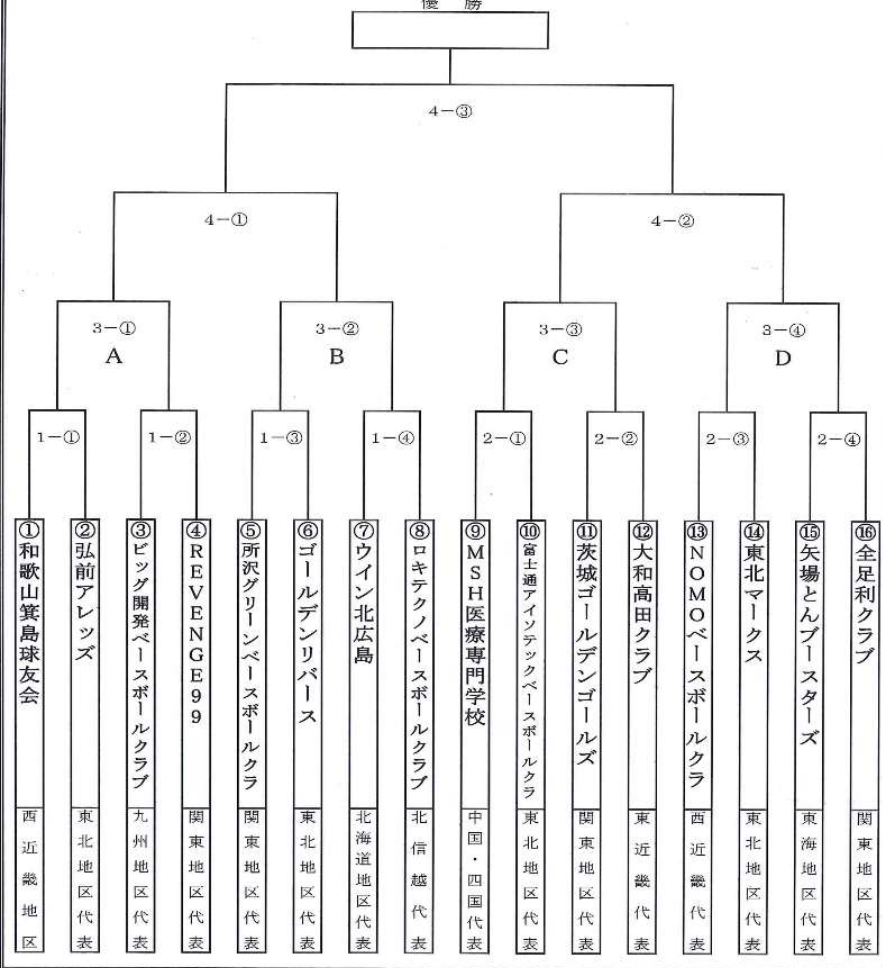 優勝
4－③
4－①
4－②
3－①
3－②
3－③
3－④
A
B
C
D
1－①
1－②
1－③
1－④
2－①
2－②
2－③
2－④
①和歌山箕島球友会
西近畿地区
②弘前アレッズ
東北地区代表
③ビッグ開発ベースボールクラブ
九州地区代表
④REVENGE99
関東地区代表
⑤所沢グリーンベースボールクラ
関東地区代表
⑥ゴールデンリバース
東北地区代表
⑦ウイン北広島
北海道地区代表
⑧ロキテクノベースボールクラブ
北信越代表
⑨MSH医療専門学校
中国・四国代表
⑩富士通アイソテックベースボールクラ
東北地区代表
⑪茨城ゴールデンゴールズ
関東地区代表
⑫大和高田クラブ
東近畿代表
⑬NOMOベースボールクラ
西近畿代表
⑭東北マークス
東北地区代表
⑮矢場とんブースターズ
東海地区代表
⑯全足利クラブ
関東地区代表